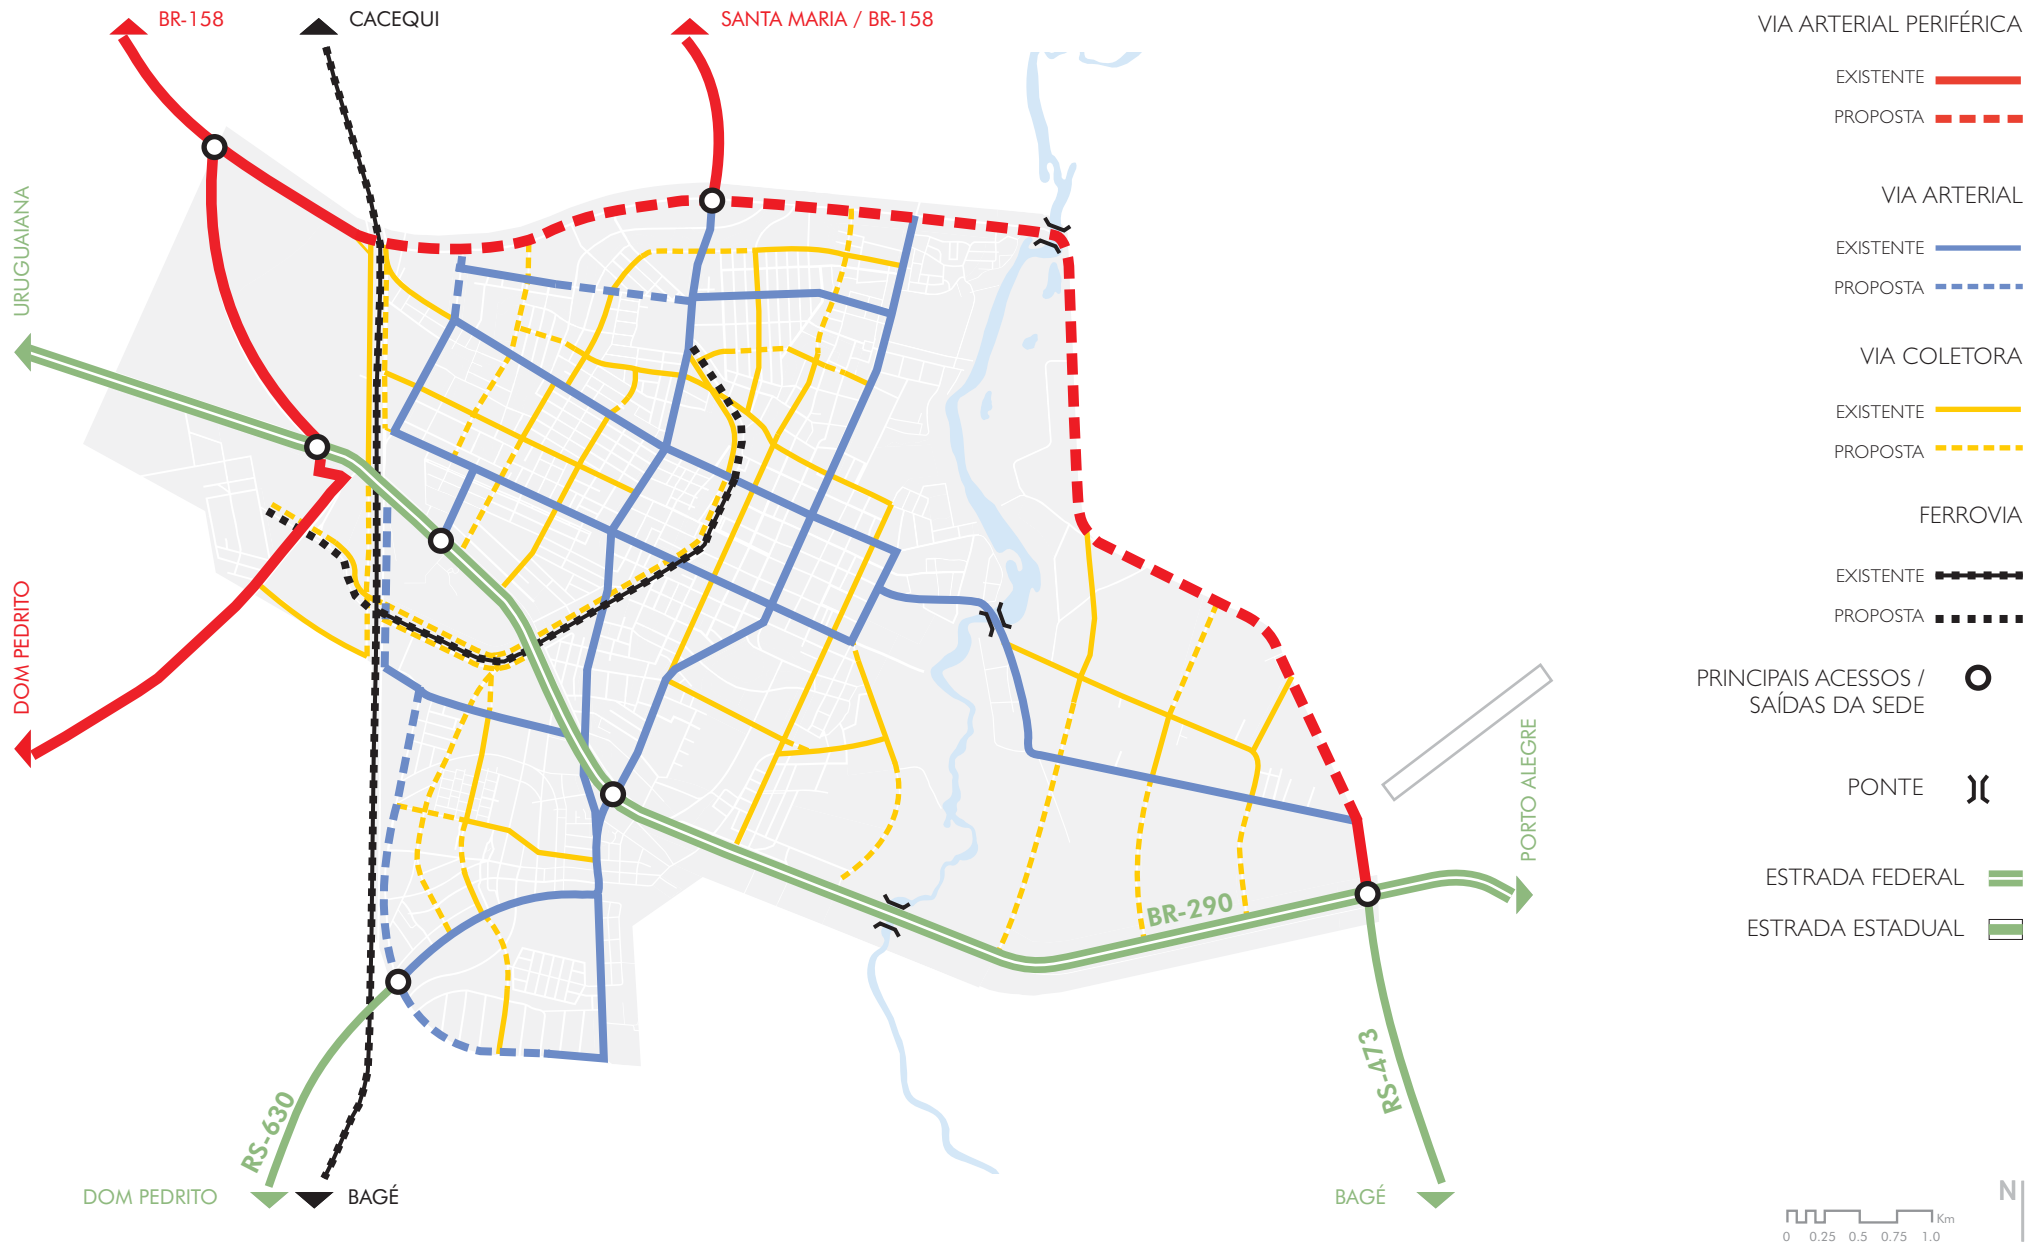 BR-158
CACEQUI
SANTA MARIA / BR-158
URUGUAIANA
DOM PEDRITO
PORTO ALEGRE
BR-290
RS-473
RS-630
DOM PEDRITO
BAGÉ
BAGÉ
VIA ARTERIAL PERIFÉRICA
EXISTENTE
PROPOSTA
VIA ARTERIAL
EXISTENTE
PROPOSTA
VIA COLETORA
EXISTENTE
PROPOSTA
FERROVIA
EXISTENTE
PROPOSTA
PRINCIPAIS ACESSOS /
SAÍDAS DA SEDE
PONTE
ESTRADA FEDERAL
ESTRADA ESTADUAL
N
Km
0 0.25 0.5 0.75 1.0